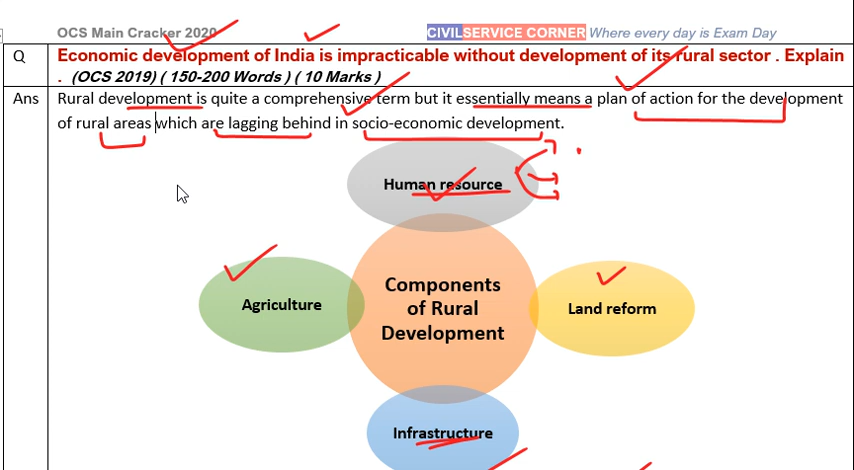 OCS Main Cracker 2020 CIVILSERVICE CORNER Where every day is Exam Day
Q Economic development of India is impracticable without development of its rural sector . Explain
. (OCS 2019) ( 150-200 Words ) ( 10 Marks )
Ans Rural development is quite a comprehensive term but it essentially means a plan of action for the development
of rural areas which are lagging behind in socio-economic development.
Human resource
Components
of Rural
Development
Agriculture
Land reform
Infrastructure